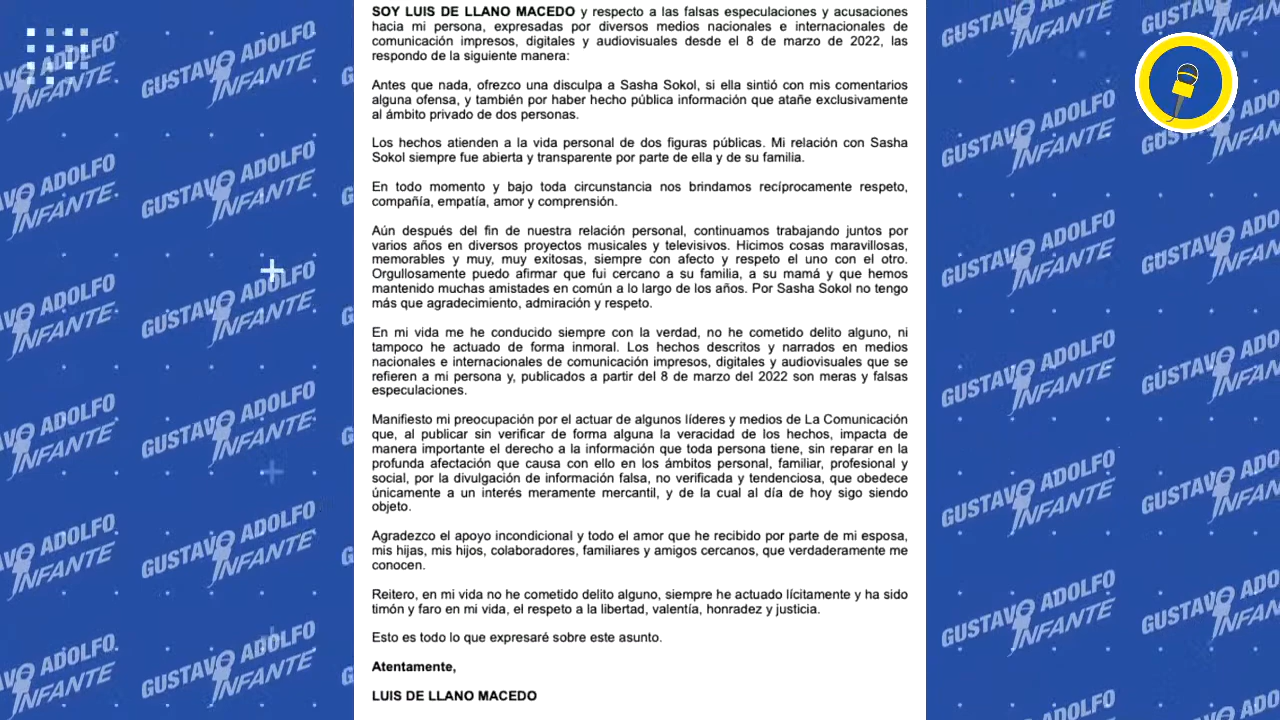 SOY LUIS DE LLANO MACEDO y respecto a las falsas especulaciones y acusaciones
hacia mi persona, expresadas por diversos medios nacionales e internacionales de
comunicación impresos, digitales y audiovisuales desde el 8 de marzo de 2022, las
respondo de la siguiente manera:
Antes que nada, ofrezco una disculpa a Sasha Sokol, si ella sintió con mis comentarios
alguna ofensa, y también por haber hecho pública información que atañe exclusivamente
al ámbito privado de dos personas.
Los hechos atienden a la vida personal de dos figuras públicas. Mi relación con Sasha
Sokol siempre fue abierta y transparente por parte de ella y de su familia.
En todo momento y bajo toda circunstancia nos brindamos recíprocamente respeto,
compañía, empatía, amor y comprensión.
Aún después del fin de nuestra relación personal, continuamos trabajando juntos por
varios años en diversos proyectos musicales y televisivos. Hicimos cosas maravillosas,
memorables y muy, muy exitosas, siempre con afecto y respeto el uno con el otro.
Orgullosamente puedo afirmar que fui cercano a su familia, a su mamá y que hemos
mantenido muchas amistades en común a lo largo de los años. Por Sasha Sokol no tengo
más que agradecimiento, admiración y respeto.
En mi vida me he conducido siempre con la verdad, no he cometido delito alguno, ni
tampoco he actuado de forma inmoral. Los hechos descritos y narrados en medios
nacionales e internacionales de comunicación impresos, digitales y audiovisuales que se
refieren a mi persona y, publicados a partir del 8 de marzo del 2022 son meras y falsas
especulaciones.
Manifiesto mi preocupación por el actuar de algunos líderes y medios de La Comunicación
que, al publicar sin verificar de forma alguna la veracidad de los hechos, impacta de
manera importante el derecho a la información que toda persona tiene, sin reparar en la
profunda afectación que causa con ello en los ámbitos personal, familiar, profesional y
social, por la divulgación de información falsa, no verificada y tendenciosa, que obedece
únicamente a un interés meramente mercantil, y de la cual al día de hoy sigo siendo
objeto.
Agradezco el apoyo incondicional y todo el amor que he recibido por parte de mi esposa,
mis hijas, mis hijos, colaboradores, familiares y amigos cercanos, que verdaderamente me
conocen.
Reitero, en mi vida no he cometido delito alguno, siempre he actuado lícitamente y ha sido
timón y faro en mi vida, el respeto a la libertad, valentía, honradez y justicia.
Esto es todo lo que expresaré sobre este asunto.
Atentamente,
LUIS DE LLANO MACEDO
GUSTAVO ADOLFO
INFANTE